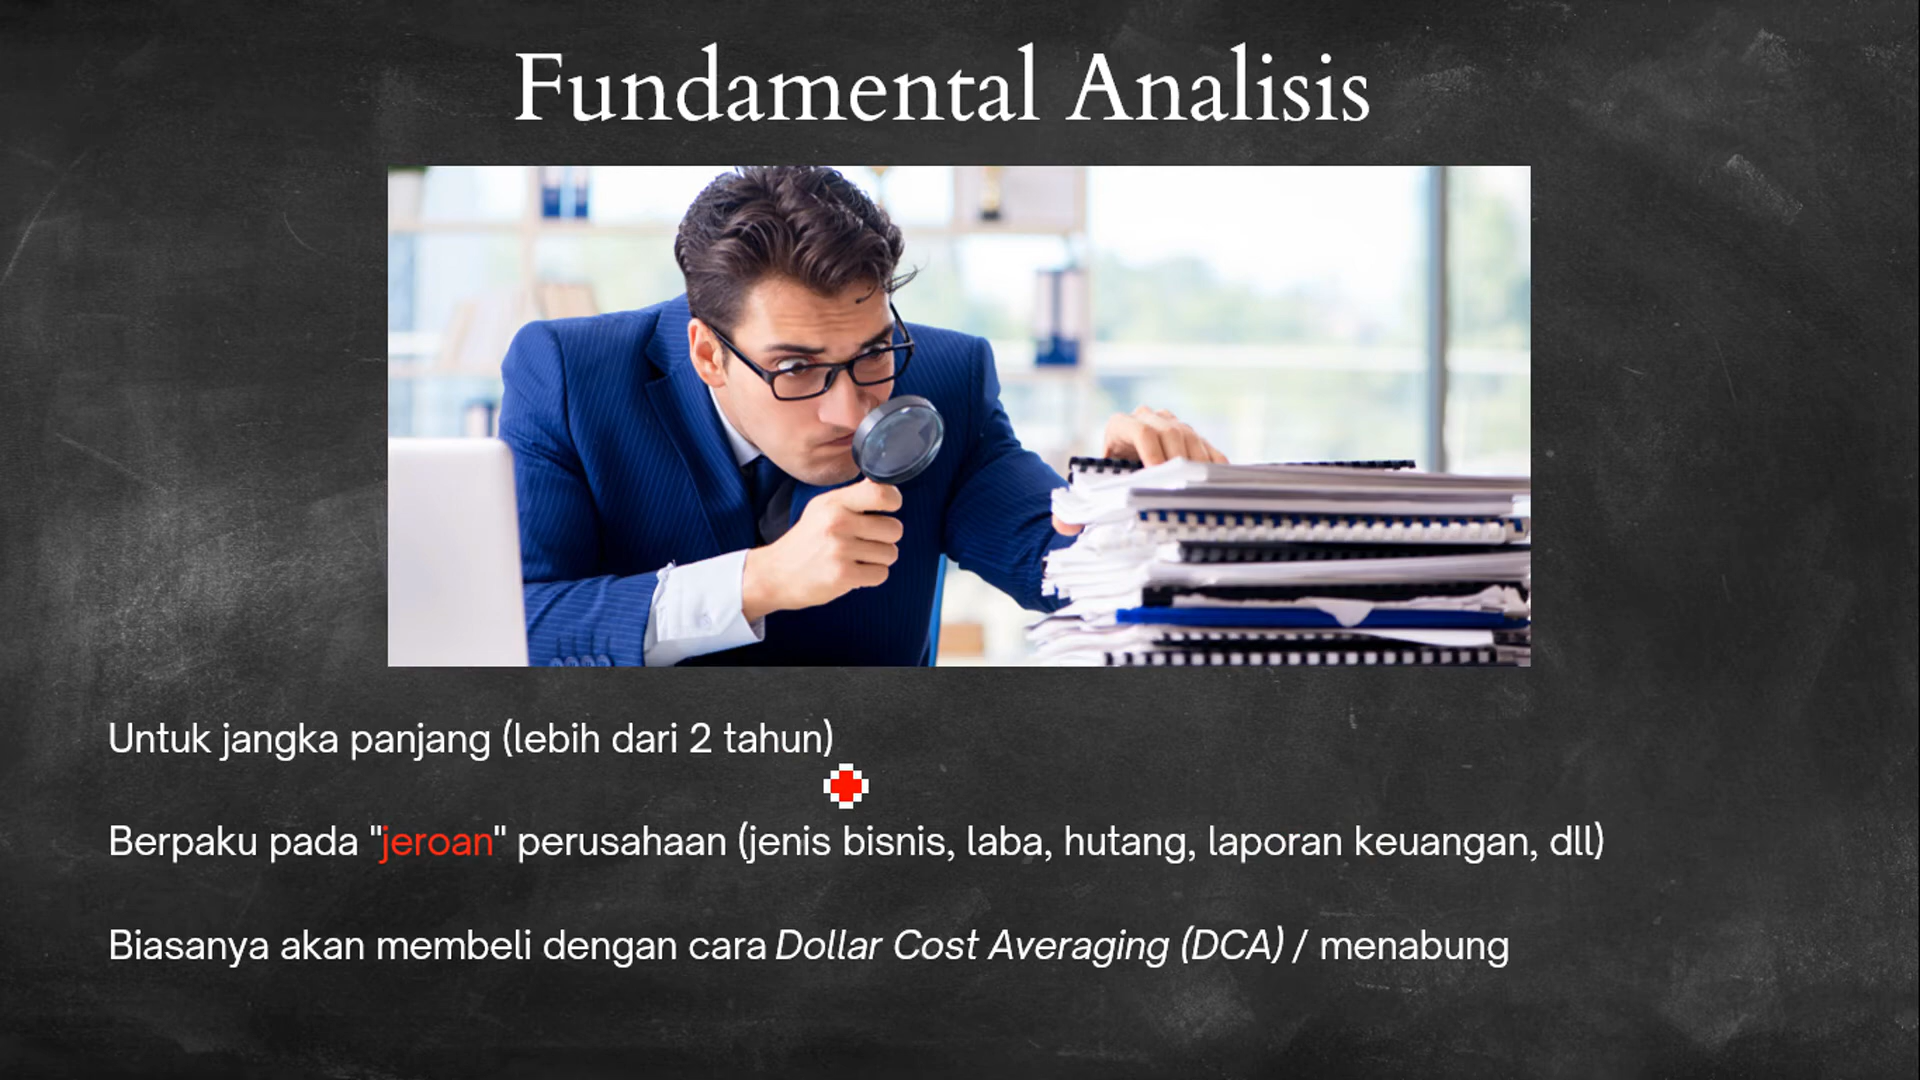 Fundamental Analisis
Untuk jangka panjang (lebih dari 2 tahun)
Berpaku pada "jeroan" perusahaan (jenis bisnis, laba, hutang, laporan keuangan, dll)
Biasanya akan membeli dengan cara Dollar Cost Averaging (DCA) / menabung